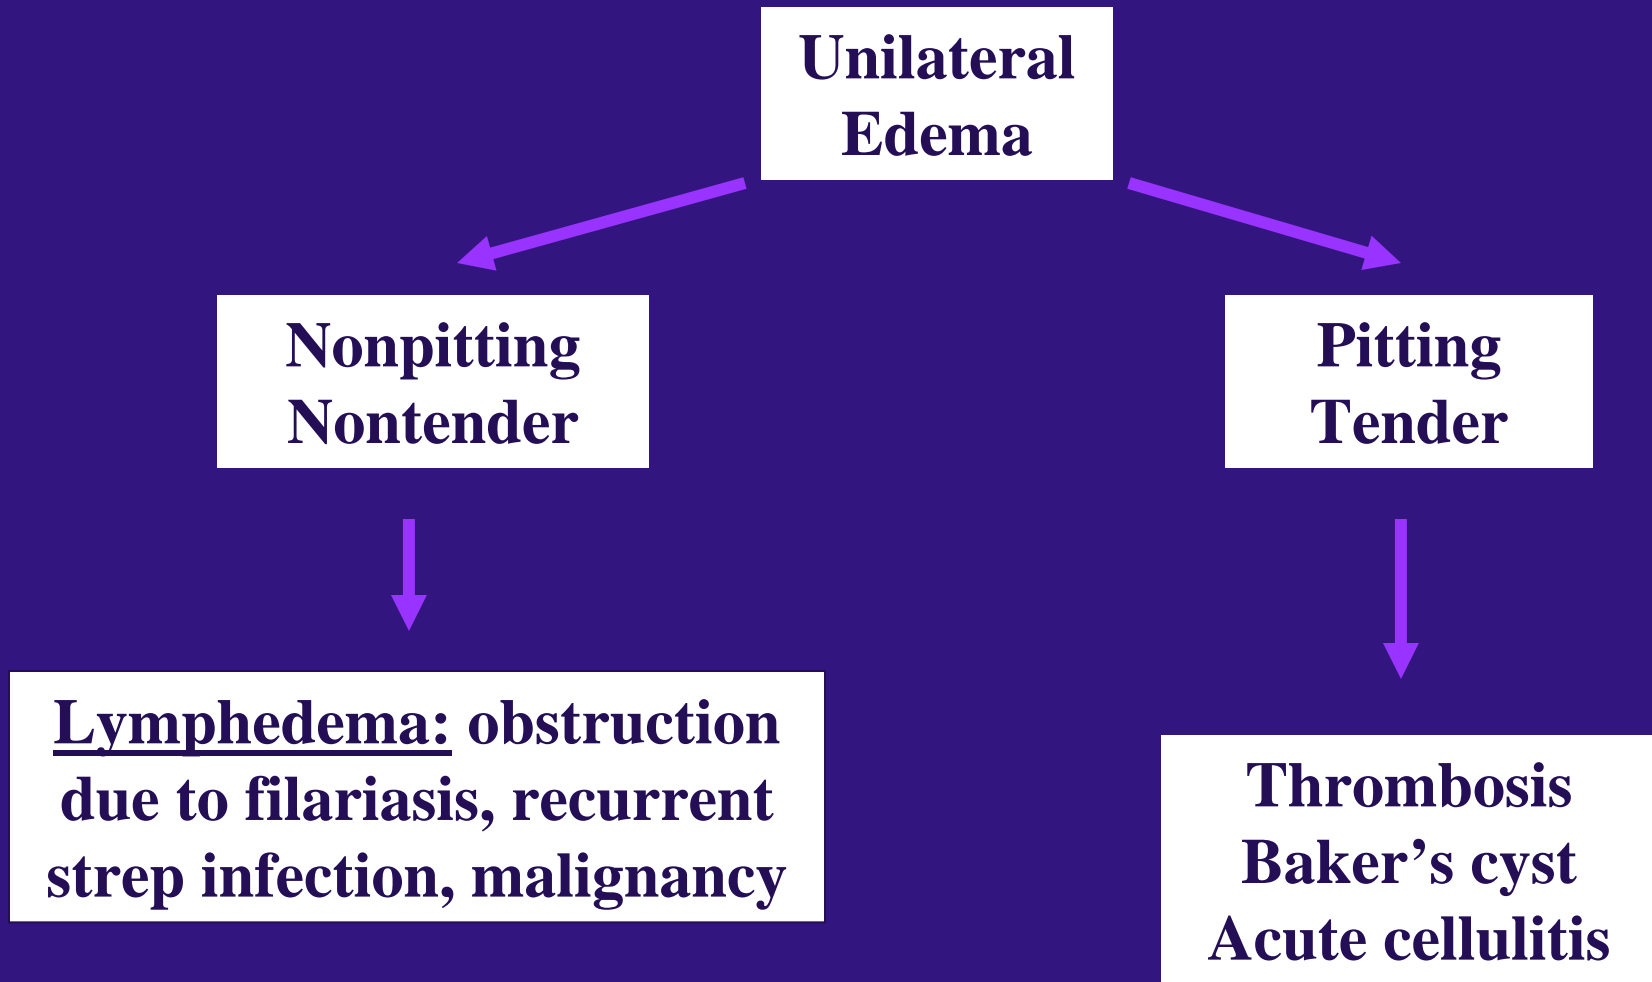 Unilateral
Edema
Nonpitting
Nontender
Pitting
Tender
Lymphedema: obstruction
due to filariasis, recurrent
strep infection, malignancy
Thrombosis
Baker’s cyst
Acute cellulitis